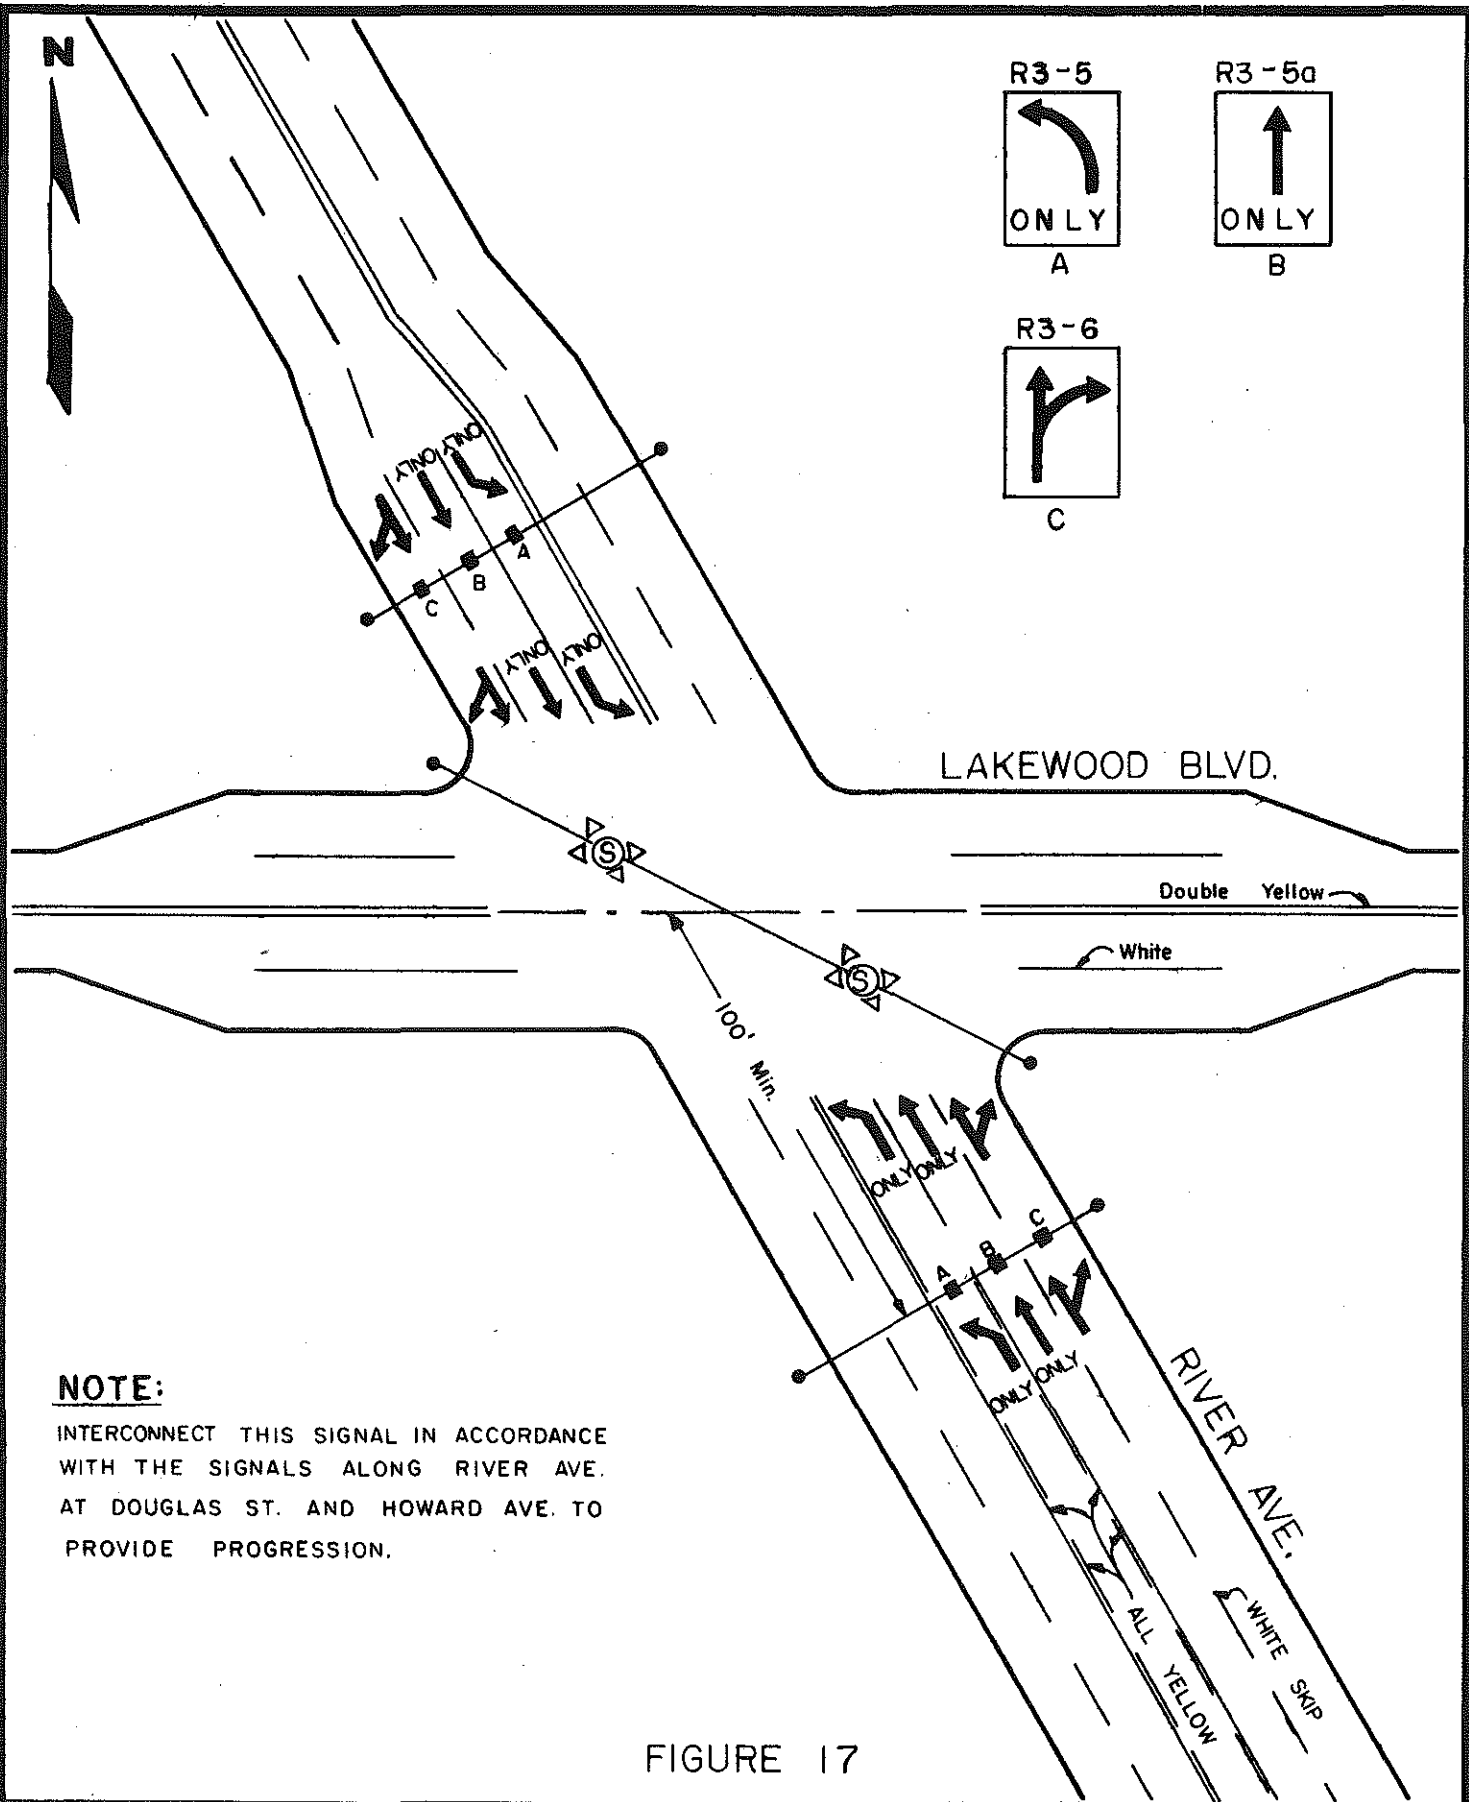 N
R3-5
ONLY
A
R3-5a
ONLY
B
R3-6
C
ONLY
ONLY
A
B
C
ONLY
ONLY
LAKEWOOD BLVD.
S
Double Yellow
White
S
100' Min.
ONLY
ONLY
C
B
A
ONLY
ONLY
RIVER AVE.
ALL YELLOW
WHITE SKIP
NOTE:
INTERCONNECT THIS SIGNAL IN ACCORDANCE
WITH THE SIGNALS ALONG RIVER AVE.
AT DOUGLAS ST. AND HOWARD AVE. TO
PROVIDE PROGRESSION.
FIGURE 17